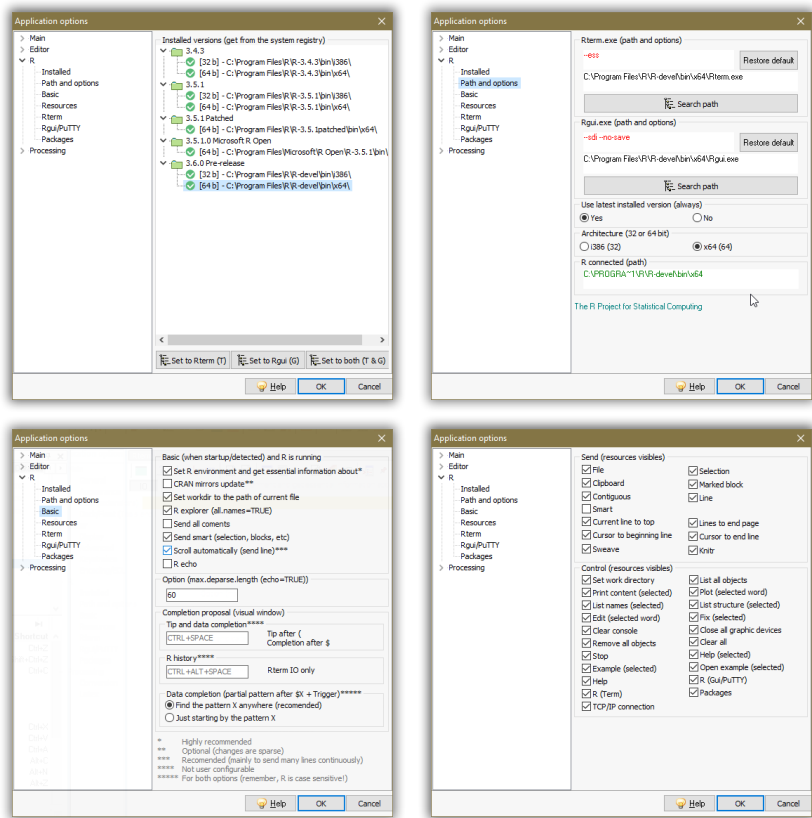 Application options
Main
Editor
R
Installed
Path and options
Basic
Resources
Rterm
Rgui/PuTTY
Packages
Processing
Installed versions (get from the system registry)
3.4.3
[32 b] - C:\Program Files\R\R-3.4.3\bin\i386\
[64 b] - C:\Program Files\R\R-3.4.3\bin\x64\
3.5.1
[32 b] - C:\Program Files\R\R-3.5.1\bin\i386\
[64 b] - C:\Program Files\R\R-3.5.1\bin\x64\
3.5.1 Patched
[64 b] - C:\Program Files\R\R-3.5.1patched\bin\x64\
3.5.1.0 Microsoft R Open
[64 b] - C:\Program Files\Microsoft\R Open\R-3.5.1\bin\
3.6.0 Pre-release
[32 b] - C:\Program Files\R\R-devel\bin\i386\
[64 b] - C:\Program Files\R\R-devel\bin\x64\
Set to Rterm (T)
Set to Rgui (G)
Set to both (T & G)
Help
OK
Cancel
Application options
Main
Editor
R
Installed
Path and options
Basic
Resources
Rterm
Rgui/PuTTY
Packages
Processing
Rterm.exe (path and options)
--ess
Restore default
C:\Program Files\R\R-devel\bin\x64\Rterm.exe
Search path
Rgui.exe (path and options)
--sdi --no-save
Restore default
C:\Program Files\R\R-devel\bin\x64\Rgui.exe
Search path
Use latest installed version (always)
Yes
No
Architecture (32 or 64 bit)
i386 (32)
x64 (64)
R connected (path)
C:\PROGRA~1\R\R-devel\bin\x64
The R Project for Statistical Computing
Help
OK
Cancel
Application options
Main
Editor
R
Installed
Path and options
Basic
Resources
Rterm
Rgui/PuTTY
Packages
Processing
Basic (when startup/detected) and R is running
Set R environment and get essential information about*
CRAN mirrors update**
Set workdir to the path of current file
R explorer (all.names=TRUE)
Send all coments
Send smart (selection, blocks, etc)
Scroll automatically (send line)***
R echo
Option (max.deparse.length (echo=TRUE))
60
Completion proposal (visual window)
Tip and data completion****
CTRL+SPACE
Tip after (
Completion after $
R history****
CTRL+ALT+SPACE
Rterm IO only
Data completion (partial pattern after $X + Trigger)*****
Find the pattern X anywhere (recomended)
Just starting by the pattern X
* Highly recommended
** Optional (changes are sparse)
*** Recomended (mainly to send many lines continuously)
**** Not user configurable
***** For both options (remember, R is case sensitive!)
Help
OK
Cancel
Application options
Main
Editor
R
Installed
Path and options
Basic
Resources
Rterm
Rgui/PuTTY
Packages
Processing
Send (resources visibles)
File
Selection
Clipboard
Marked block
Contiguous
Line
Smart
Current line to top
Lines to end page
Cursor to beginning line
Cursor to end line
Sweave
Knitr
Control (resources visibles)
Set work directory
List all objects
Print content (selected)
Plot (selected word)
List names (selected)
List structure (selected)
Edit (selected word)
Fix (selected)
Clear console
Close all graphic devices
Remove all objects
Clear all
Stop
Help (selected)
Example (selected)
Open example (selected)
Help
R (Gui/PuTTY)
R (Term)
Packages
TCP/IP connection
Help
OK
Cancel